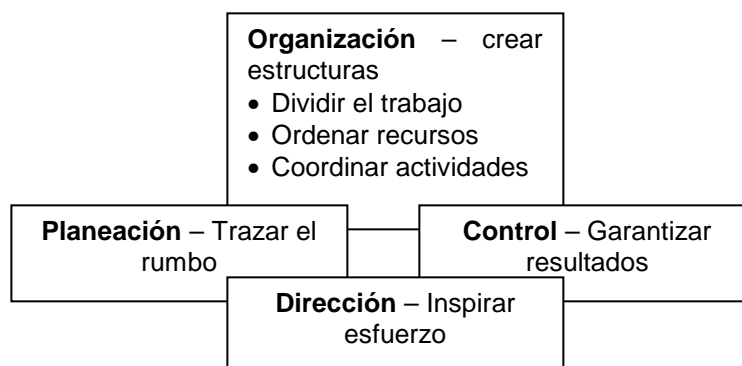 Organización – crear
estructuras
• Dividir el trabajo
• Ordenar recursos
• Coordinar actividades
Planeación – Trazar el
rumbo
Control – Garantizar
resultados
Dirección – Inspirar
esfuerzo